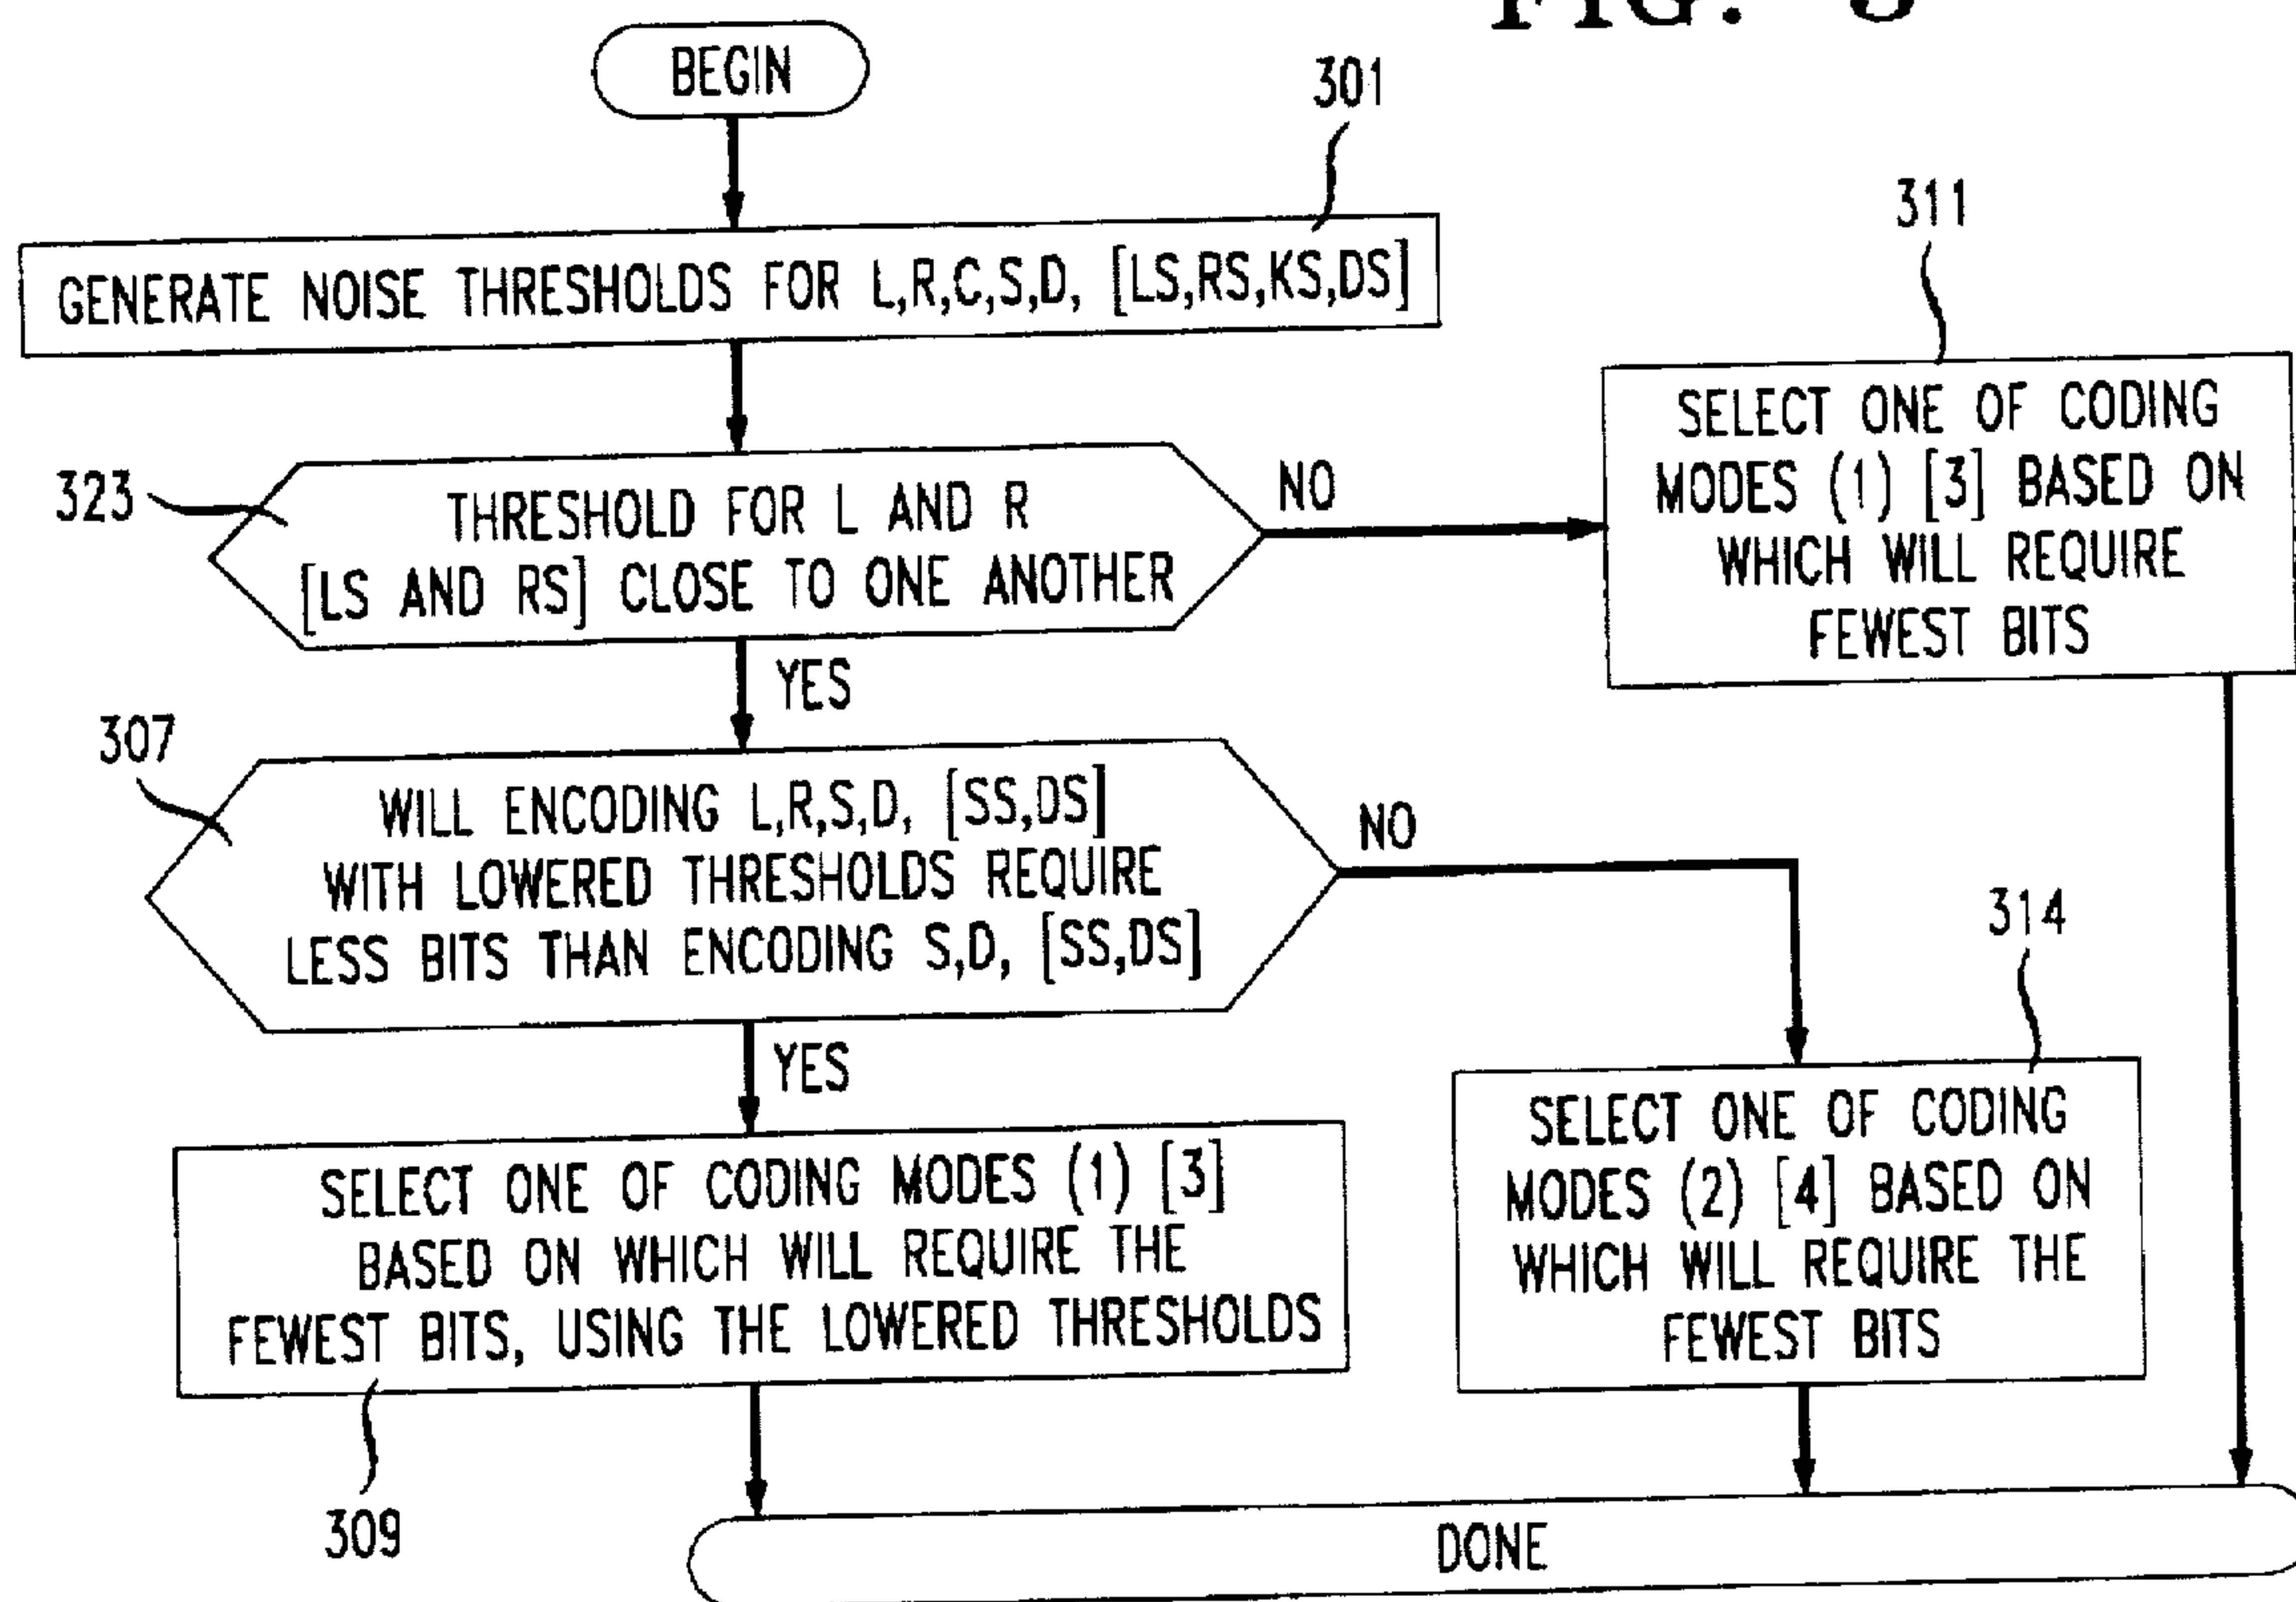 FIG. 3
BEGIN
301
GENERATE NOISE THRESHOLDS FOR L,R,C,S,D, [LS,RS,KS,DS]
311
SELECT ONE OF CODING
MODES (1) [3] BASED ON
WHICH WILL REQUIRE
FEWEST BITS
323
THRESHOLD FOR L AND R
[LS AND RS] CLOSE TO ONE ANOTHER
NO
YES
307
WILL ENCODING L,R,S,D, [SS,DS]
WITH LOWERED THRESHOLDS REQUIRE
LESS BITS THAN ENCODING S,D, [SS,DS]
NO
YES
314
SELECT ONE OF CODING
MODES (2) [4] BASED ON
WHICH WILL REQUIRE THE
FEWEST BITS
SELECT ONE OF CODING MODES (1) [3]
BASED ON WHICH WILL REQUIRE THE
FEWEST BITS, USING THE LOWERED THRESHOLDS
309
DONE